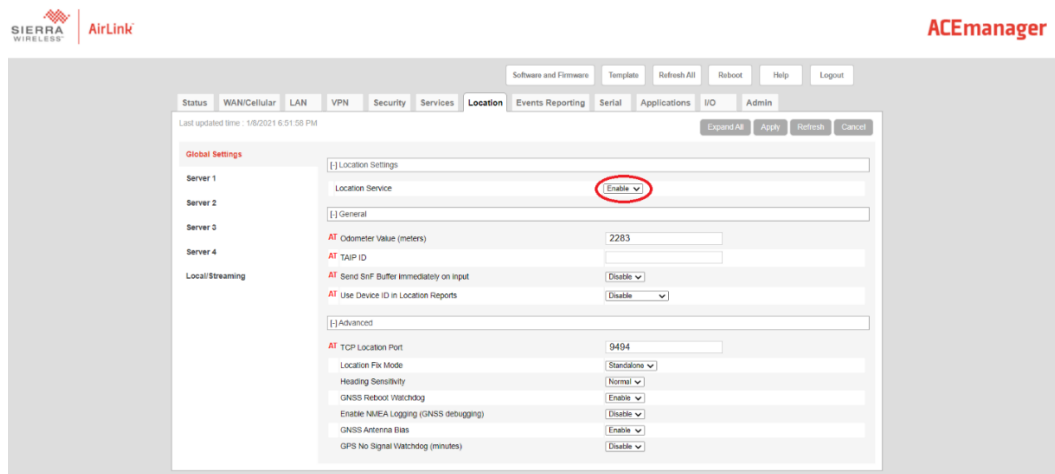 SIERRA WIRELESS AirLink ACEmanager
Software and Firmware Template Refresh All Reboot Help Logout
Status WAN/Cellular LAN VPN Security Services Location Events Reporting Serial Applications I/O Admin
Last updated time : 1/6/2021 6:51:58 PM Expand All Apply Refresh Cancel
Global Settings
Server 1
Server 2
Server 3
Server 4
Local/Streaming
[-] Location Settings
Location Service Enable
[-] General
AT Odometer Value (meters) 2283
AT TAIP ID
AT Send SnF Buffer immediately on input Disable
AT Use Device ID in Location Reports Disable
[-] Advanced
AT TCP Location Port 9494
Location Fix Mode Standalone
Heading Sensitivity Normal
GNSS Reboot Watchdog Enable
Enable NMEA Logging (GNSS debugging) Disable
GNSS Antenna Bias Enable
GPS No Signal Watchdog (minutes) Disable